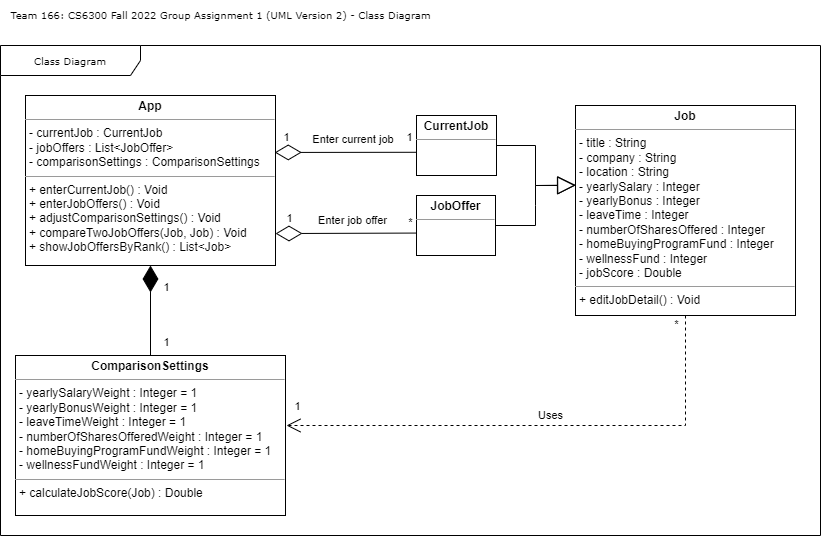 Team 166: CS6300 Fall 2022 Group Assignment 1 (UML Version 2) - Class Diagram
Class Diagram
App
- currentJob : CurrentJob
- jobOffers : List<JobOffer>
- comparisonSettings : ComparisonSettings
+ enterCurrentJob() : Void
+ enterJobOffers() : Void
+ adjustComparisonSettings() : Void
+ compareTwoJobOffers(Job, Job) : Void
+ showJobOffersByRank() : List<Job>
1
Enter current job
1
CurrentJob
1
Enter job offer
*
JobOffer
Job
- title : String
- company : String
- location : String
- yearlySalary : Integer
- yearlyBonus : Integer
- leaveTime : Integer
- numberOfSharesOffered : Integer
- homeBuyingProgramFund : Integer
- wellnessFund : Integer
- jobScore : Double
+ editJobDetail() : Void
1
1
*
ComparisonSettings
- yearlySalaryWeight : Integer = 1
- yearlyBonusWeight : Integer = 1
- leaveTimeWeight : Integer = 1
- numberOfSharesOfferedWeight : Integer = 1
- homeBuyingProgramFundWeight : Integer = 1
- wellnessFundWeight : Integer = 1
+ calculateJobScore(Job) : Double
1
Uses